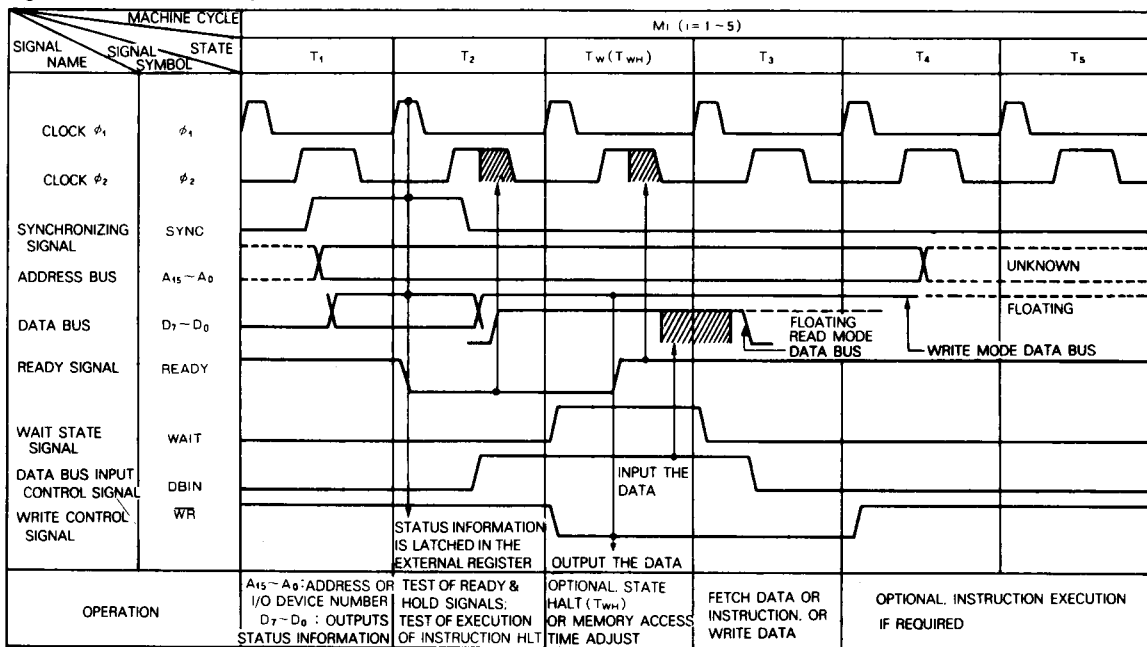 MACHINE CYCLE
M1 (i=1~5)
SIGNAL NAME
SIGNAL SYMBOL
STATE
T1
T2
TW(TWH)
T3
T4
T5
CLOCK φ1
φ1
CLOCK φ2
φ2
SYNCHRONIZING
SIGNAL
SYNC
ADDRESS BUS
A15~A0
UNKNOWN
DATA BUS
D7~D0
FLOATING
FLOATING
READ MODE
DATA BUS
WRITE MODE DATA BUS
READY SIGNAL
READY
WAIT STATE
SIGNAL
WAIT
DATA BUS INPUT
CONTROL SIGNAL
DBIN
INPUT THE
DATA
WRITE CONTROL
SIGNAL
W̅R̅
STATUS INFORMATION
IS LATCHED IN THE
EXTERNAL REGISTER
OUTPUT THE DATA
OPERATION
A15~A0:ADDRESS OR
I/O DEVICE NUMBER
D7~D0 : OUTPUTS
STATUS INFORMATION
TEST OF READY &
HOLD SIGNALS;
TEST OF EXECUTION
OF INSTRUCTION HLT
OPTIONAL. STATE
HALT (TWH)
OR MEMORY ACCESS
TIME ADJUST
FETCH DATA OR
INSTRUCTION. OR
WRITE DATA
OPTIONAL. INSTRUCTION EXECUTION
IF REQUIRED